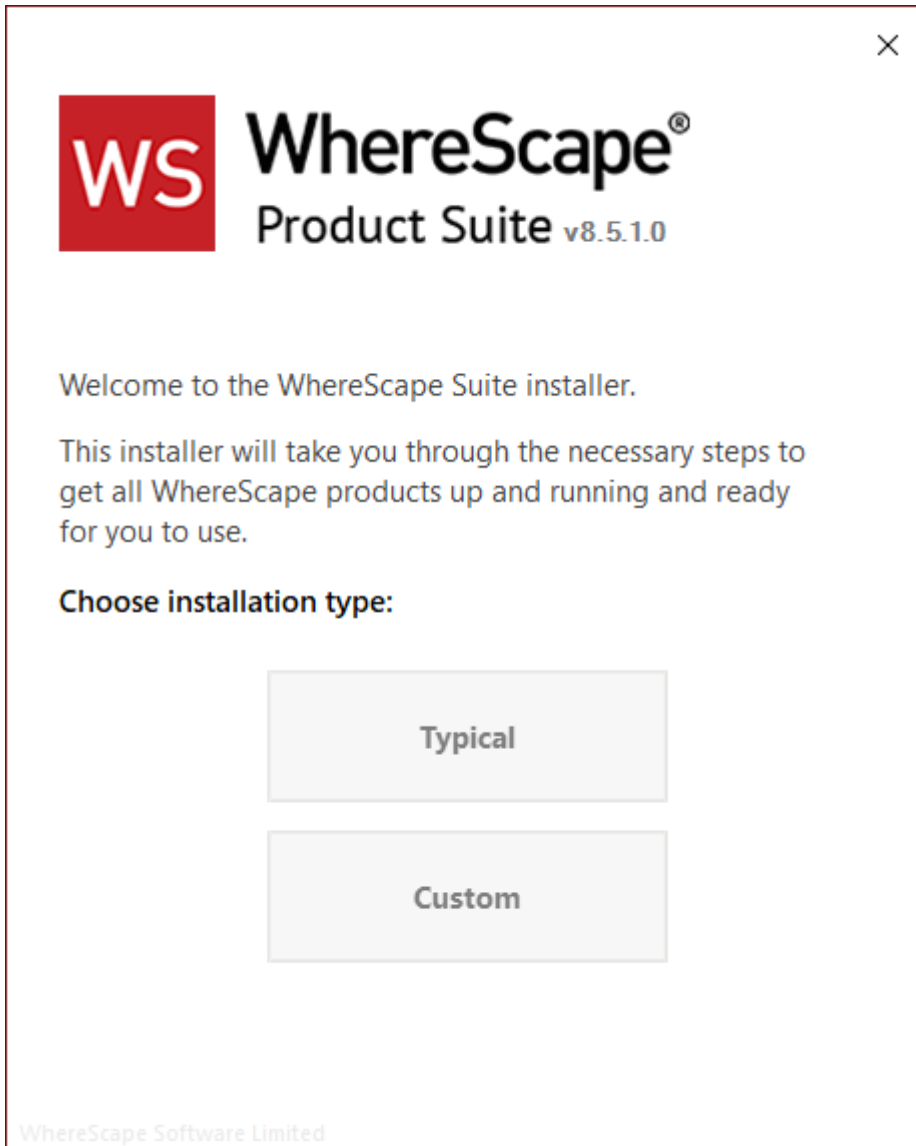 WS
WhereScape®
Product Suite v8.5.1.0
Welcome to the WhereScape Suite installer.
This installer will take you through the necessary steps to
get all WhereScape products up and running and ready
for you to use.
Choose installation type:
Typical
Custom
WhereScape Software Limited